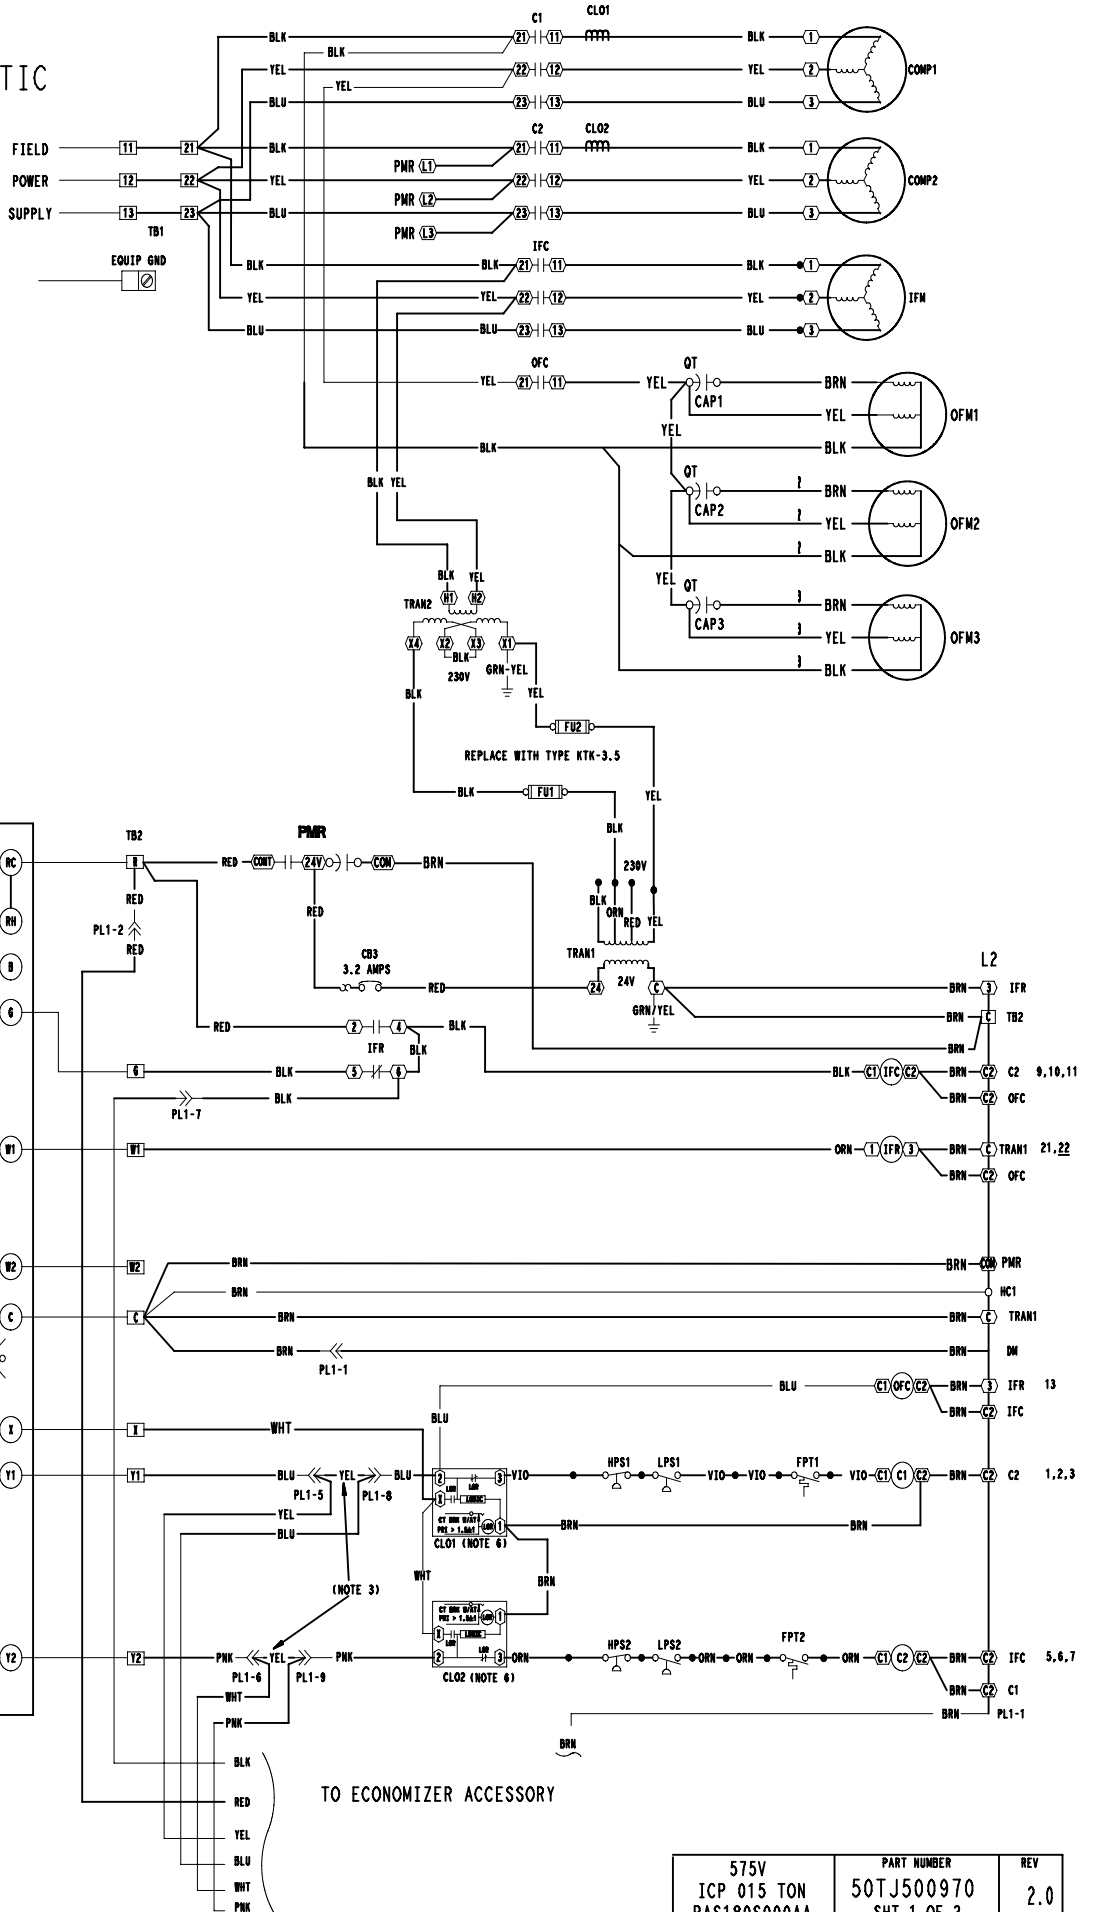 C1 CLO1
BLK 21 11 BLK 1
BLK
TIC
YEL 22 12 YEL 2 COMP1
YEL
BLU 23 13 BLU 3
C2 CLO2
FIELD 11 21 BLK 21 11 BLK 1
PMR L1
POWER 12 22 YEL 22 12 YEL 2 COMP2
PMR L2
SUPPLY 13 23 BLU 23 13 BLU 3
TB1 PMR L3
IFC
EQUIP GND BLK BLK 21 11 BLK 1
YEL YEL 22 12 YEL 2 IFM
BLU BLU 23 13 BLU 3
OFC QT
YEL 21 11 YEL BRN
CAP1
YEL OFM1
YEL
BLK BLK
QT
BLK YEL
BRN
CAP2
YEL OFM2
BLK
BLK YEL YEL QT
H1 H2 BRN
TRAN2 CAP3
X4 X2 X3 X1 YEL OFM3
BLK
230V GRN-YEL BLK
BLK YEL
FU2
REPLACE WITH TYPE KTK-3.5
BLK FU1 YEL
BLK
TB2 PMR
RC R RED CONT 24V COM BRN 230V
RED RED BLK ORN RED YEL
RH
PL1-2
RED
B CB3 TRAN1 L2
3.2 AMPS
RED 24 24V C BRN 3 IFR
G GRN/YEL BRN C TB2
RED 2 4 BLK
IFR BLK BRN
G BLK 5 6 BLK C1 IFC C2 BRN C2 C2 9,10,11
BLK BRN C2 OFC
PL1-7
W1 W1 ORN 1 IFR 3 BRN C TRAN1 21,22
BRN C2 OFC
W2 W2 BRN BRN COM PMR
BRN HC1
C C BRN BRN C TRAN1
BRN BRN DM
PL1-1
BLU C1 OFC C2 BRN 3 IFR 13
BLU BRN C2 IFC
X X WHT
Y1 Y1 BLU YEL BLU 2 3 VIO HPS1 LPS1 VIO VIO FPT1 VIO C1 C1 C2 BRN C2 C2 1,2,3
PL1-5 PL1-8 X LOGIC
YEL
BLU 1 BRN BRN
CLO1 (NOTE 6)
(NOTE 3) WHT BRN
1
X LOGIC
Y2 Y2 PNK YEL PNK 2 3 ORN HPS2 LPS2 ORN ORN FPT2 ORN C1 C2 C2 BRN C2 IFC 5,6,7
PL1-6 PL1-9 CLO2 (NOTE 6)
WHT BRN C2 C1
PNK BRN PL1-1
BRN
BLK
RED TO ECONOMIZER ACCESSORY
YEL
BLU
WHT
PNK
575V PART NUMBER REV
ICP 015 TON 50TJ500970 2.0